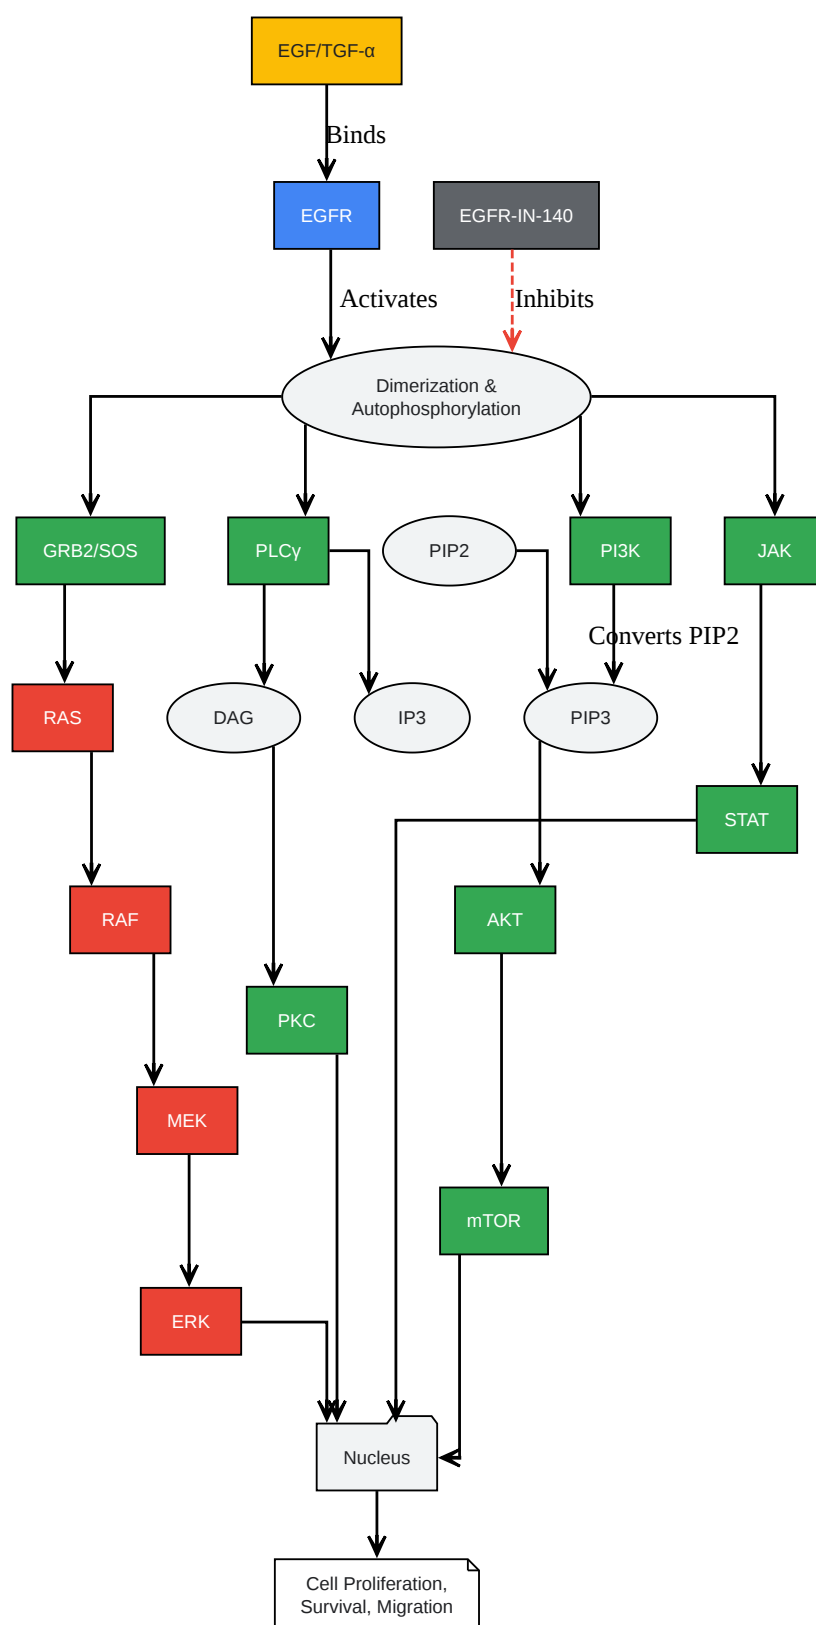 EGF/TGF-α
Binds
EGFR
EGFR-IN-140
Activates
Inhibits
Dimerization &
Autophosphorylation
GRB2/SOS
PLCγ
PIP2
PI3K
JAK
Converts PIP2
RAS
DAG
IP3
PIP3
STAT
RAF
AKT
PKC
MEK
mTOR
ERK
Nucleus
Cell Proliferation,
Survival, Migration